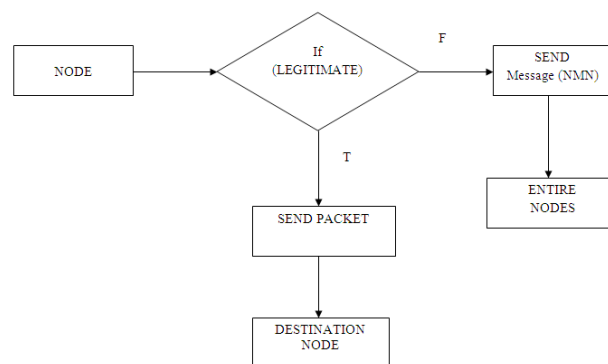 NODE
If
(LEGITIMATE)
F
SEND
Message (NMN)
T
ENTIRE
NODES
SEND PACKET
DESTINATION
NODE